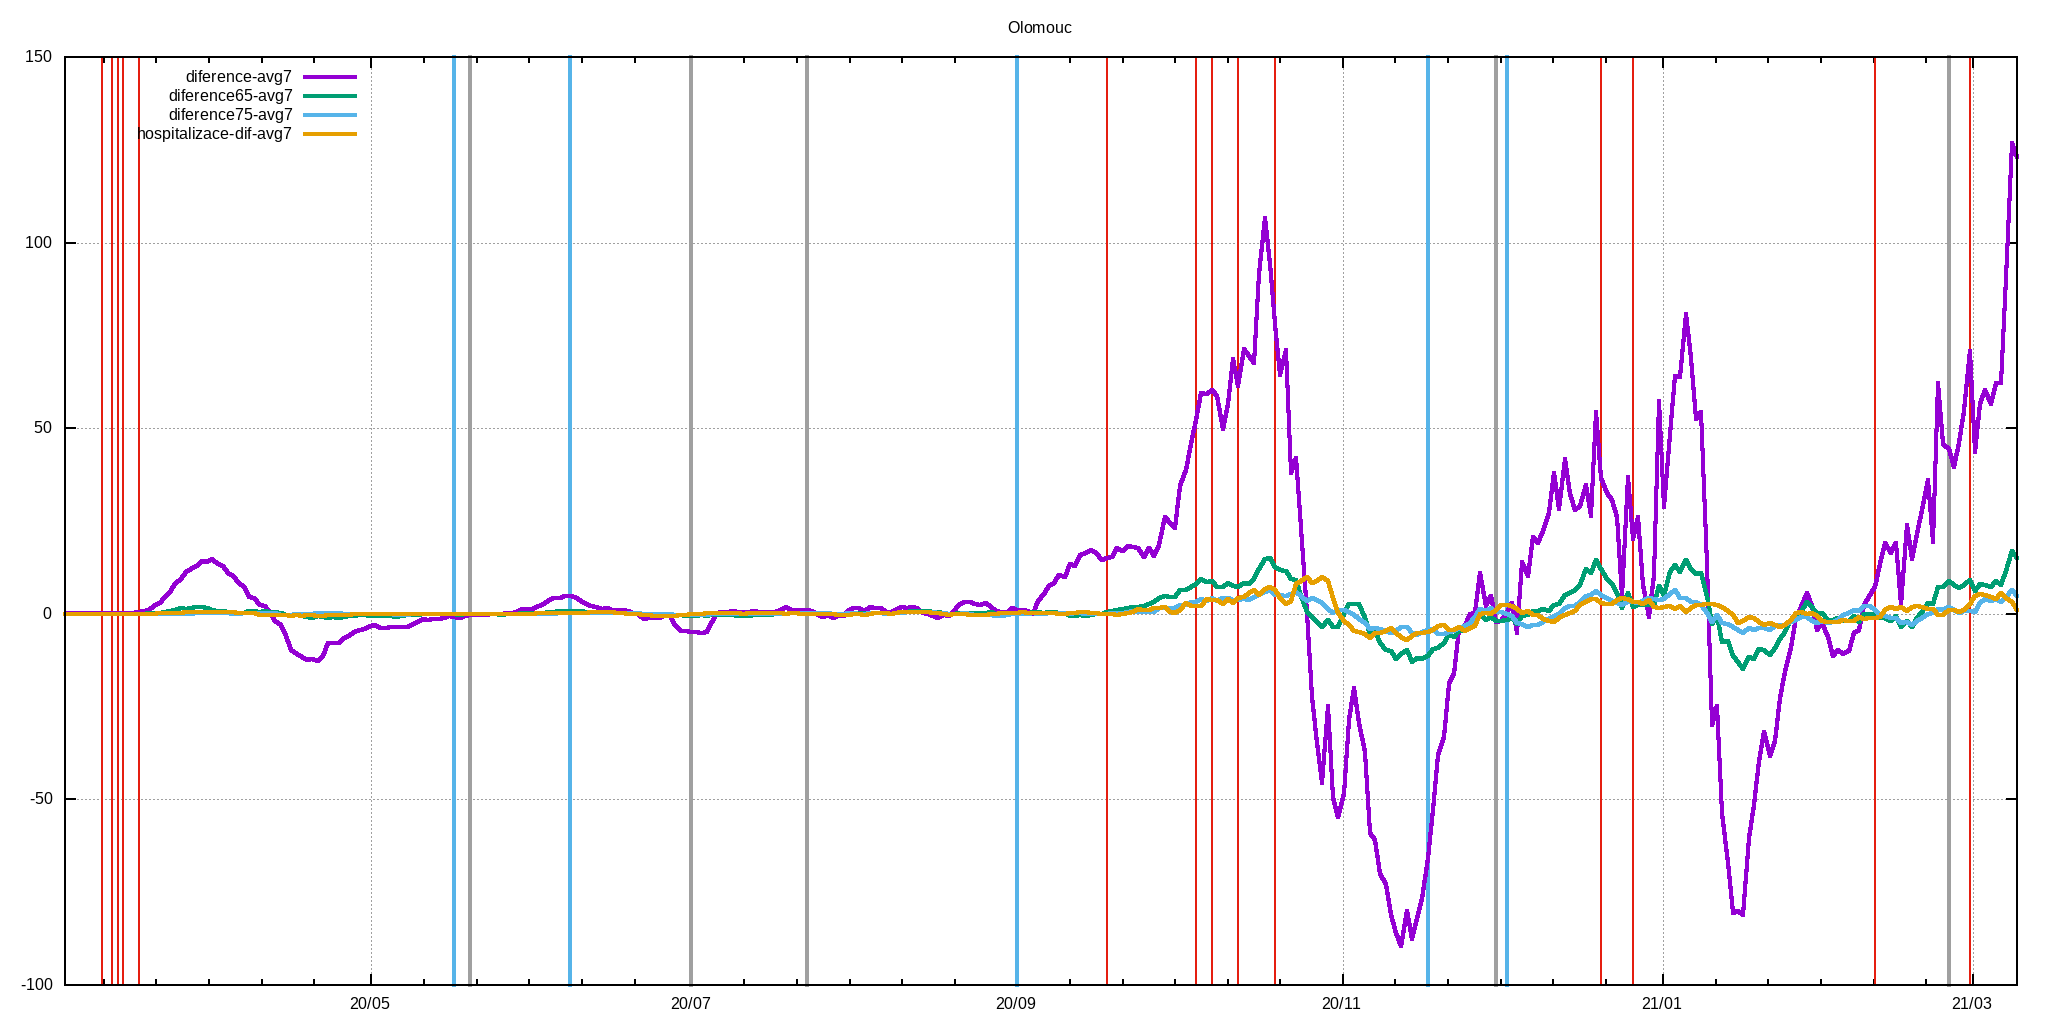 Olomouc
150
diference-avg7
diference65-avg7
diference75-avg7
hospitalizace-dif-avg7
100
50
0
-50
-100
20/05 20/07 20/09 20/11 21/01 21/03